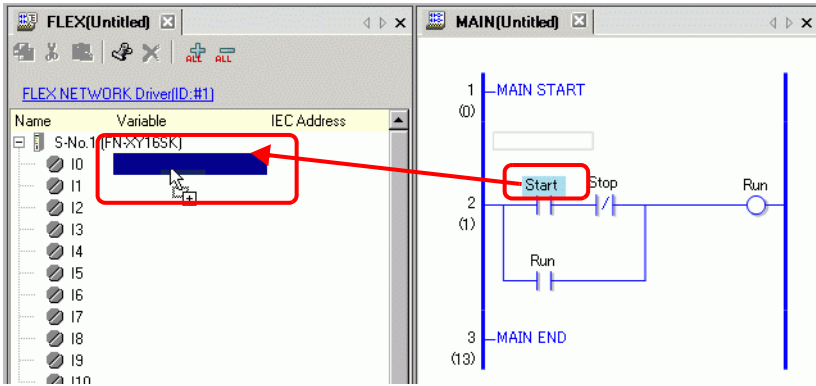 FLEX(Untitled)
ALL ALL
FLEX NETWORK Driver(ID:#1)
Name Variable IEC Address
S-No.1 (FN-XY16SK)
I0
I1
I2
I3
I4
I5
I6
I7
I8
I9
I10
MAIN(Untitled)
1 MAIN START
(0)
Start Stop Run
2
(1)
Run
3 MAIN END
(13)